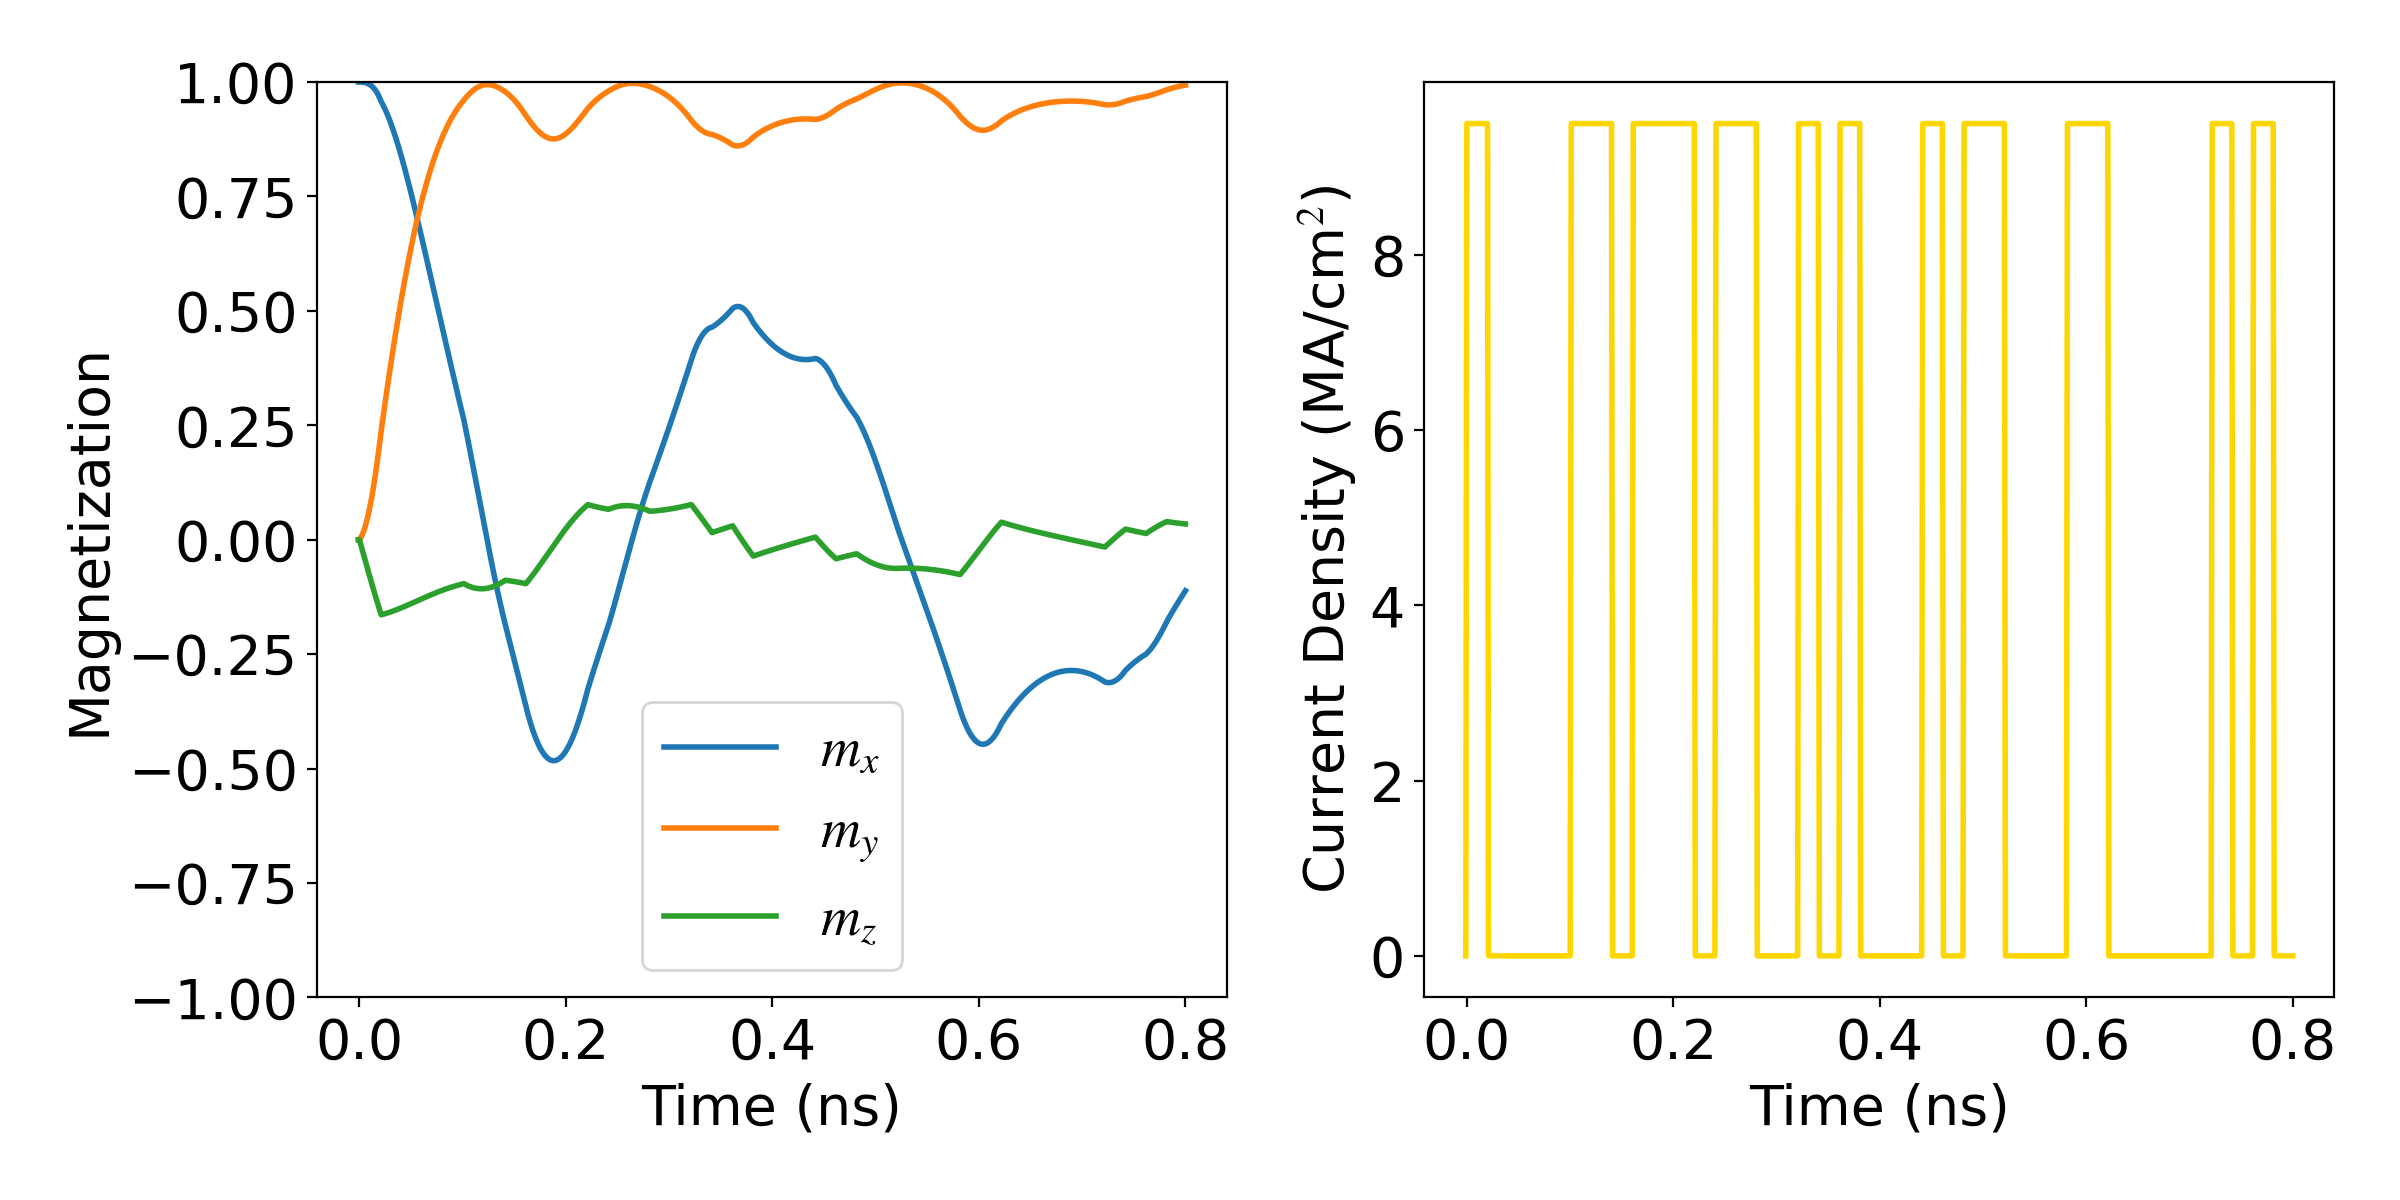 1.00
0.75
0.50
0.25
0.00
−0.25
−0.50
−0.75
−1.00
Magnetization
0.0 0.2 0.4 0.6 0.8
Time (ns)
m_x
m_y
m_z
8
6
4
2
0
Current Density (MA/cm²)
0.0 0.2 0.4 0.6 0.8
Time (ns)